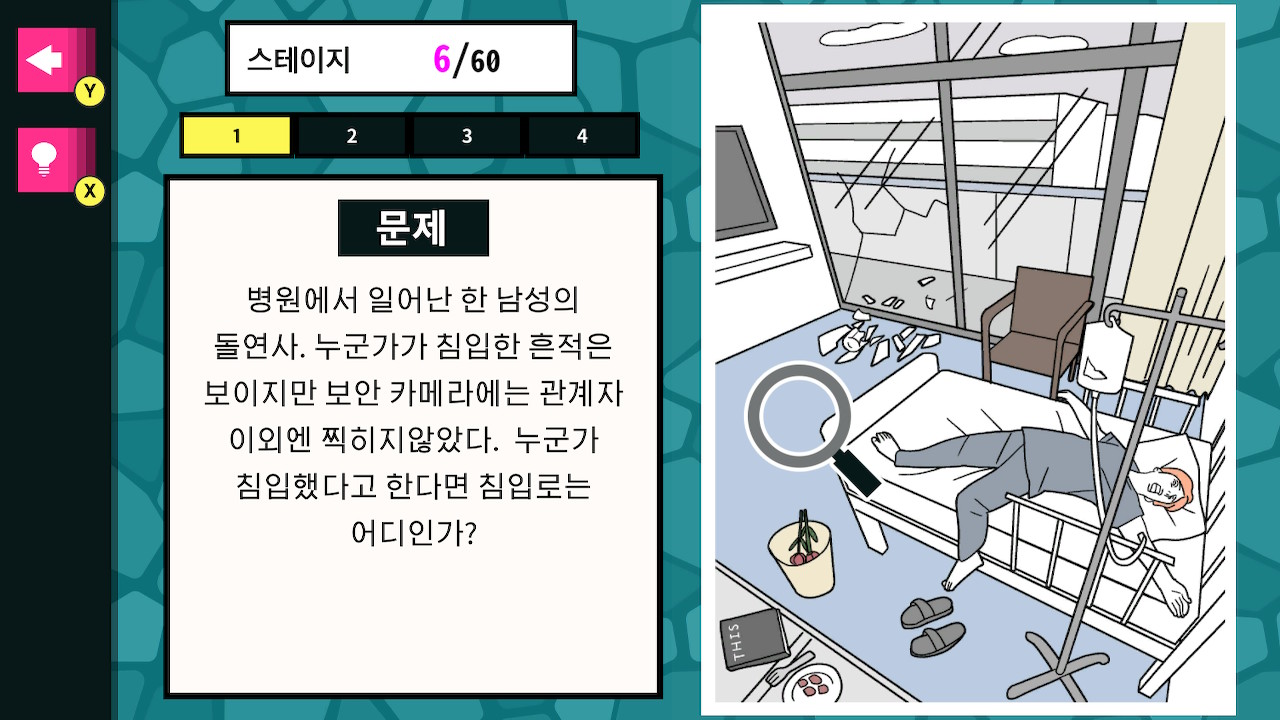 Y
X
스테이지 6/60
1 2 3 4
문제
병원에서 일어난 한 남성의
돌연사. 누군가가 침입한 흔적은
보이지만 보안 카메라에는 관계자
이외엔 찍히지않았다. 누군가
침입했다고 한다면 침입로는
어디인가?
THIS